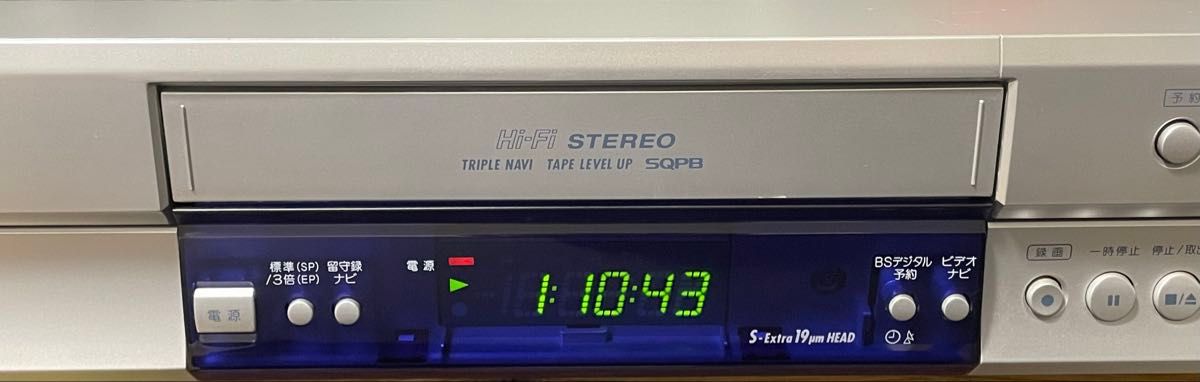 Hi-Fi STEREO
TRIPLE NAVI TAPE LEVEL UP SQPB
予約
標準(SP)
/3倍(EP)
留守録
ナビ
電源
電源
1:10:43
S-Extra 19μm HEAD
BSデジタル
予約
ビデオ
ナビ
録画
一時停止
停止/取出